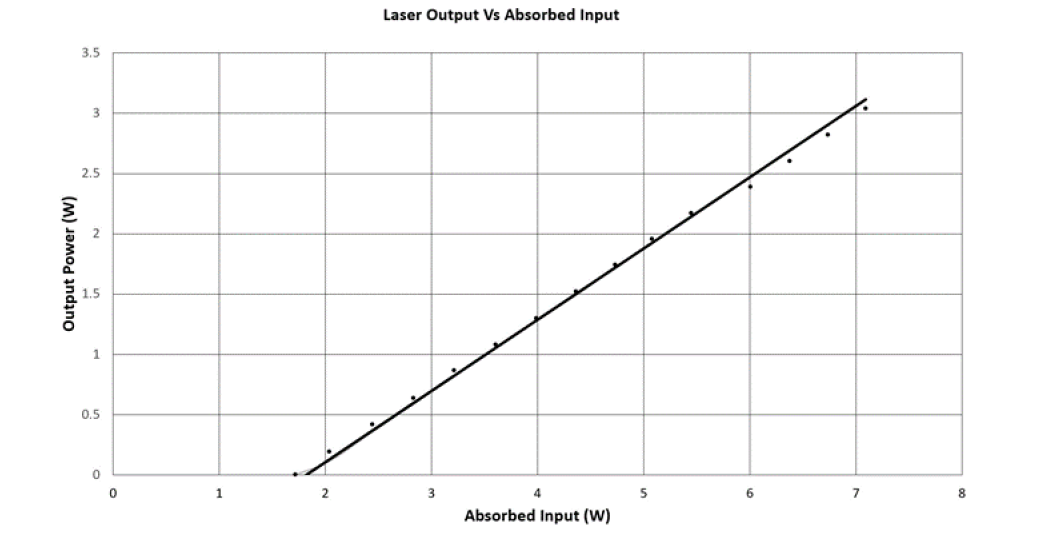 Laser Output Vs Absorbed Input
3.5
3
2.5
2
1.5
1
0.5
0
Output Power (W)
0 1 2 3 4 5 6 7 8
Absorbed Input (W)